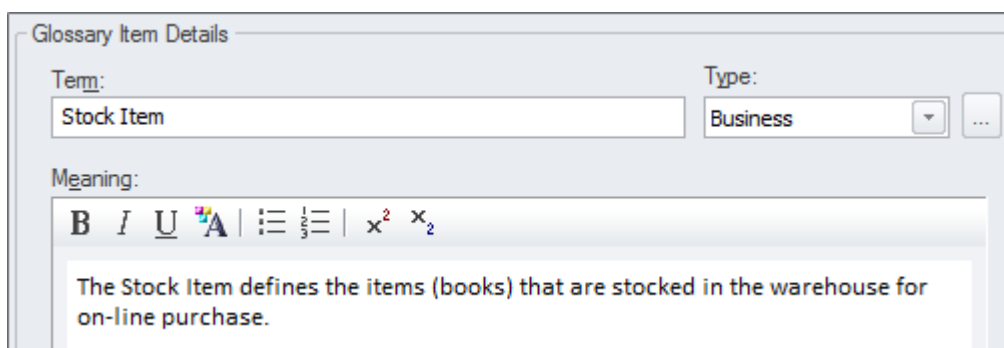 Glossary Item Details
Term:
Type:
Stock Item
Business
...
Meaning:
B I U A x² x₂
The Stock Item defines the items (books) that are stocked in the warehouse for
on-line purchase.